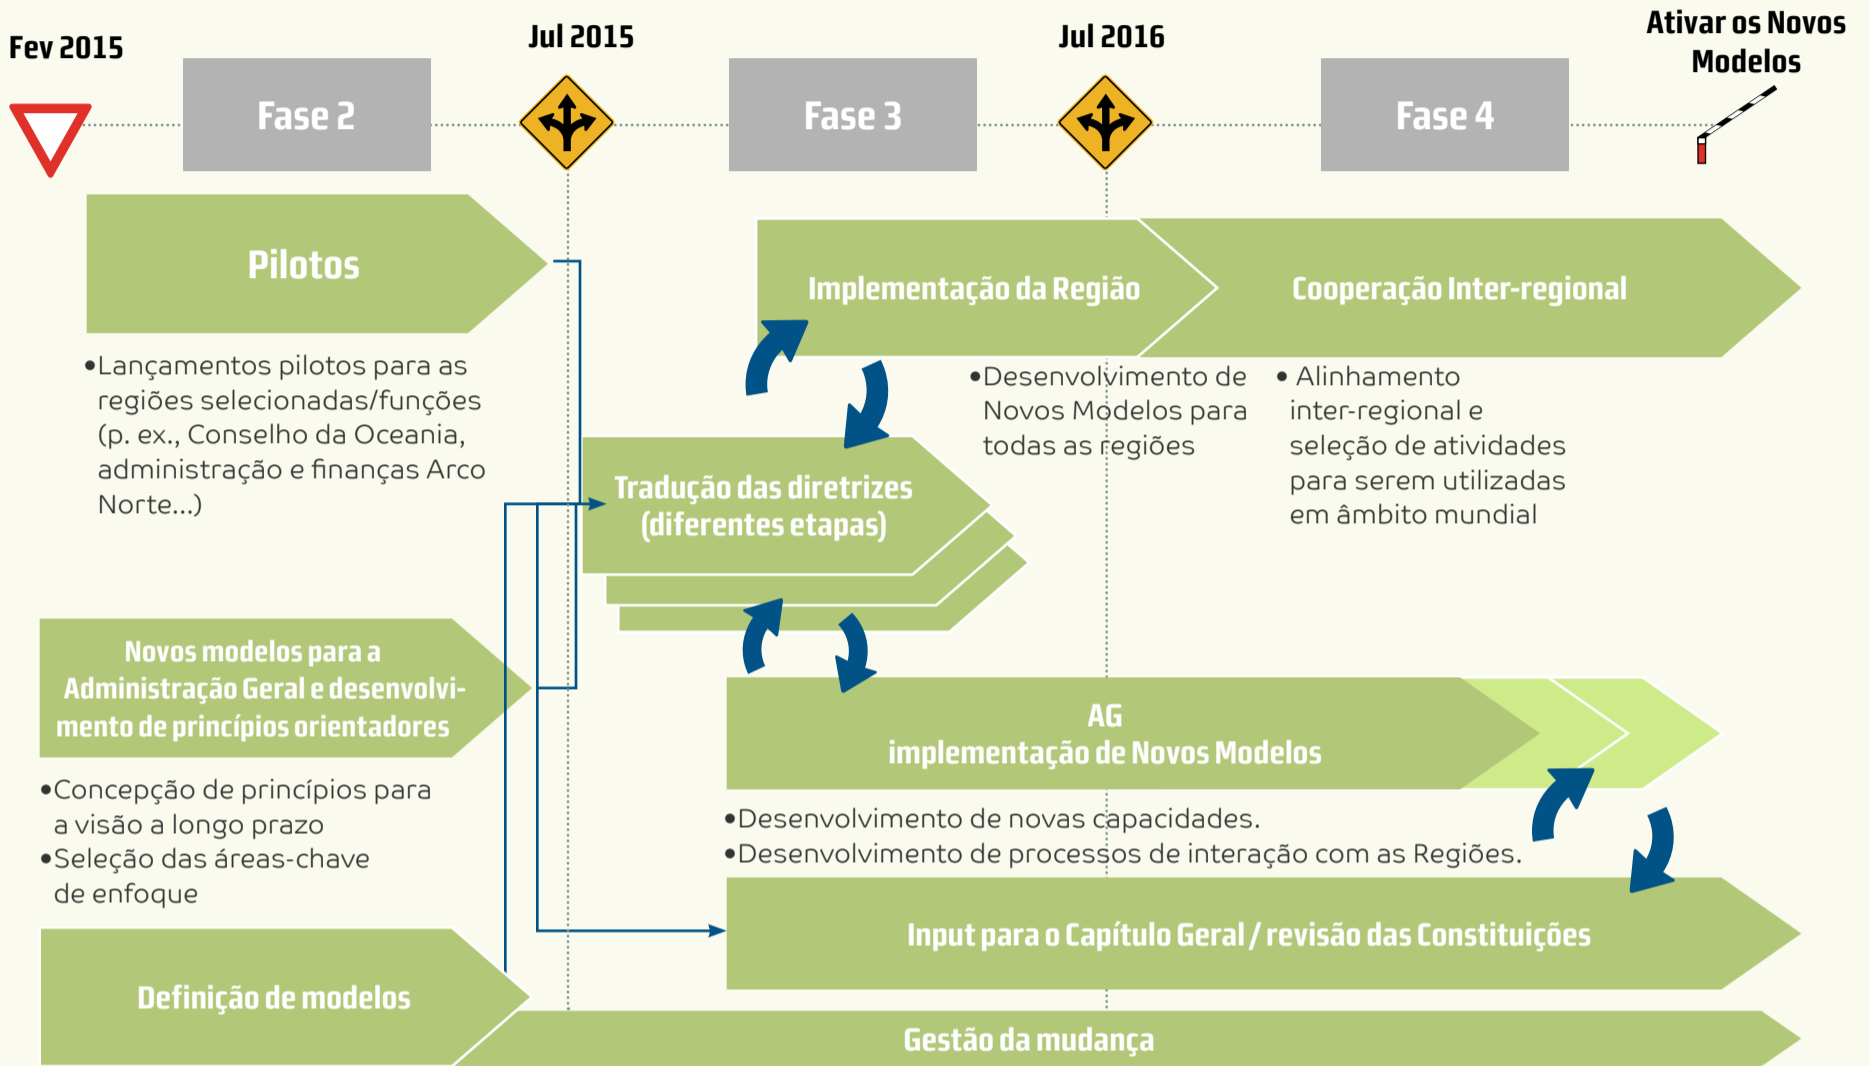 Fev 2015
Jul 2015
Jul 2016
Ativar os Novos
Modelos
Fase 2
Fase 3
Fase 4
Pilotos
•Lançamentos pilotos para as
regiões selecionadas/funções
(p. ex., Conselho da Oceania,
administração e finanças Arco
Norte...)
Implementação da Região
Cooperação Inter-regional
•Desenvolvimento de
Novos Modelos para
todas as regiões
• Alinhamento
inter-regional e
seleção de atividades
para serem utilizadas
em âmbito mundial
Tradução das diretrizes
(diferentes etapas)
Novos modelos para a
Administração Geral e desenvolvi-
mento de princípios orientadores
•Concepção de princípios para
a visão a longo prazo
•Seleção das áreas-chave
de enfoque
AG
implementação de Novos Modelos
•Desenvolvimento de novas capacidades.
•Desenvolvimento de processos de interação com as Regiões.
Input para o Capítulo Geral / revisão das Constituições
Definição de modelos
Gestão da mudança